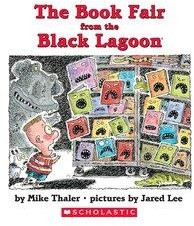 The Book Fair
from the
Black Lagoon
by Mike Thaler • pictures by Jared Lee
SCHOLASTIC